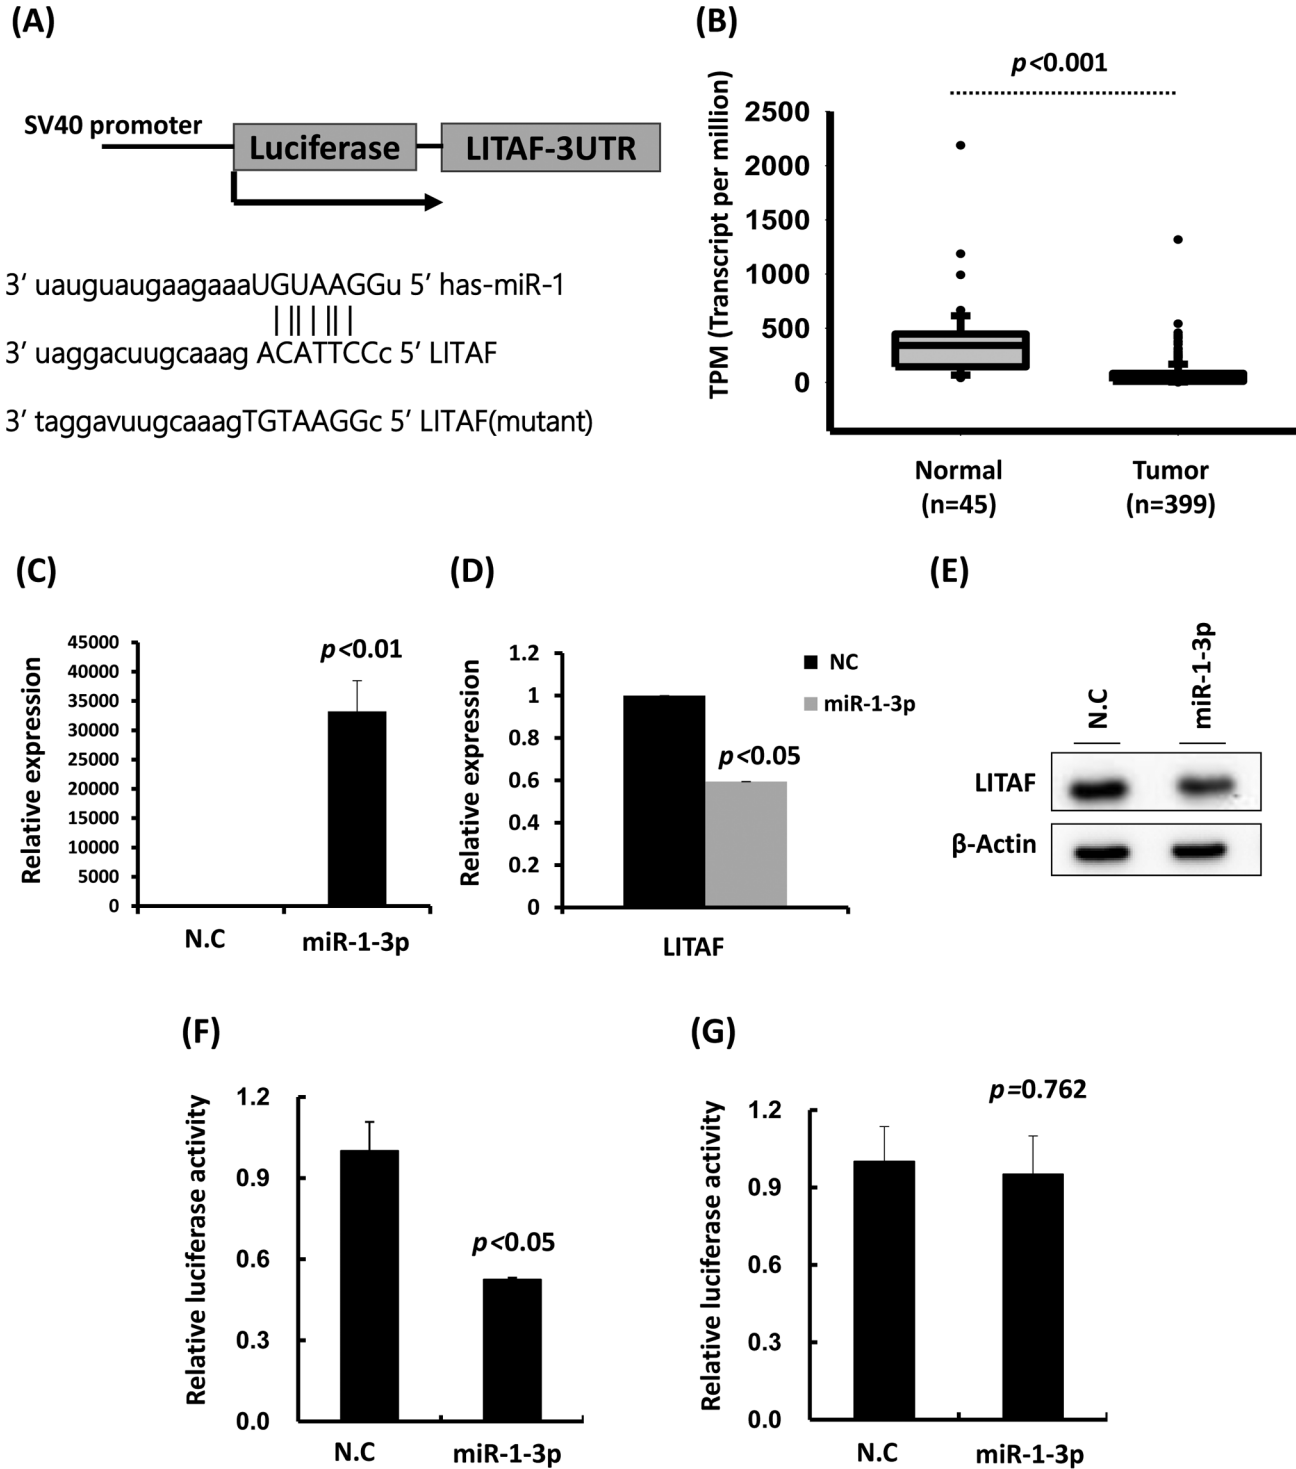 (A)
SV40 promoter
Luciferase
LITAF-3UTR
3′ uauguaugaagaaaUGUAAGGu 5′ has-miR-1
3′ uaggacuugcaaag ACATTCCc 5′ LITAF
3′ taggavuugcaaagTGTAAGGc 5′ LITAF(mutant)
(B)
p<0.001
TPM (Transcript per million)
2500
2000
1500
1000
500
0
Normal
(n=45)
Tumor
(n=399)
(C)
Relative expression
45000
40000
35000
30000
25000
20000
15000
10000
5000
0
p<0.01
N.C
miR-1-3p
(D)
Relative expression
1.2
1
0.8
0.6
0.4
0.2
0
NC
miR-1-3p
p<0.05
LITAF
(E)
N.C
miR-1-3p
LITAF
β-Actin
(F)
Relative luciferase activity
1.2
0.9
0.6
0.3
0.0
p<0.05
N.C
miR-1-3p
(G)
Relative luciferase activity
1.2
0.9
0.6
0.3
0.0
p=0.762
N.C
miR-1-3p